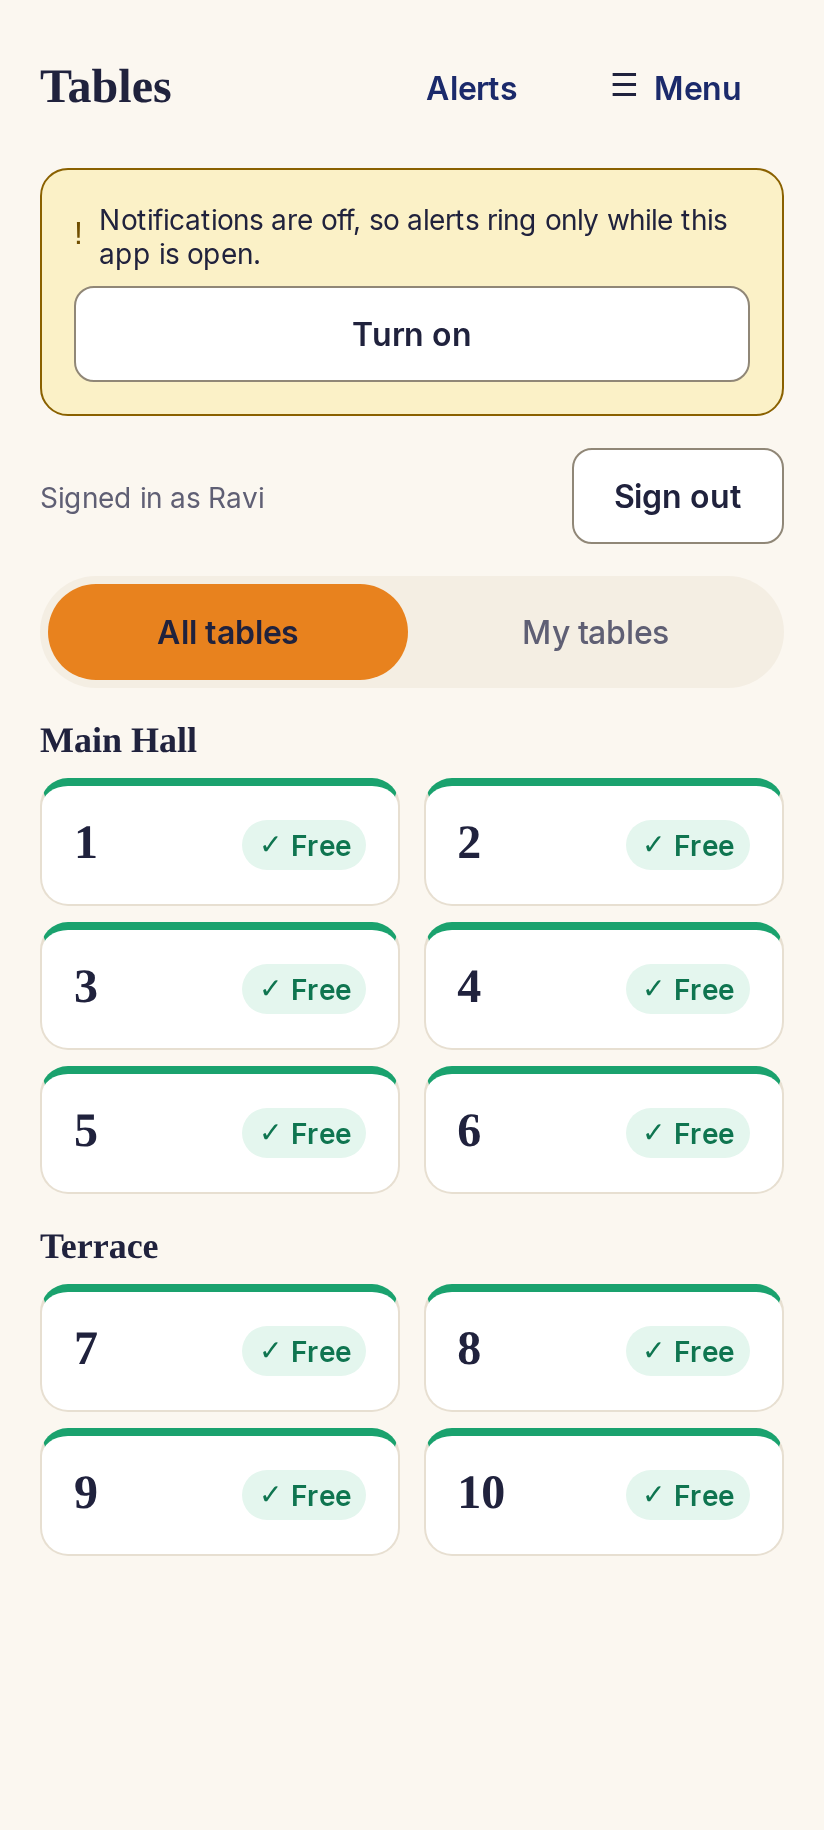 Tables
Alerts
☰ Menu
! Notifications are off, so alerts ring only while this
app is open.
Turn on
Signed in as Ravi
Sign out
All tables
My tables
Main Hall
1 ✓ Free
2 ✓ Free
3 ✓ Free
4 ✓ Free
5 ✓ Free
6 ✓ Free
Terrace
7 ✓ Free
8 ✓ Free
9 ✓ Free
10 ✓ Free